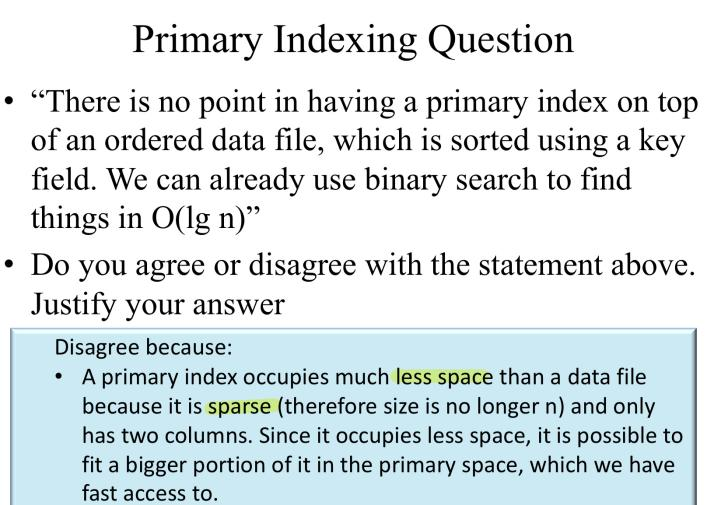 Primary Indexing Question
• “There is no point in having a primary index on top
of an ordered data file, which is sorted using a key
field. We can already use binary search to find
things in O(lg n)”
• Do you agree or disagree with the statement above.
Justify your answer
Disagree because:
• A primary index occupies much less space than a data file
because it is sparse (therefore size is no longer n) and only
has two columns. Since it occupies less space, it is possible to
fit a bigger portion of it in the primary space, which we have
fast access to.